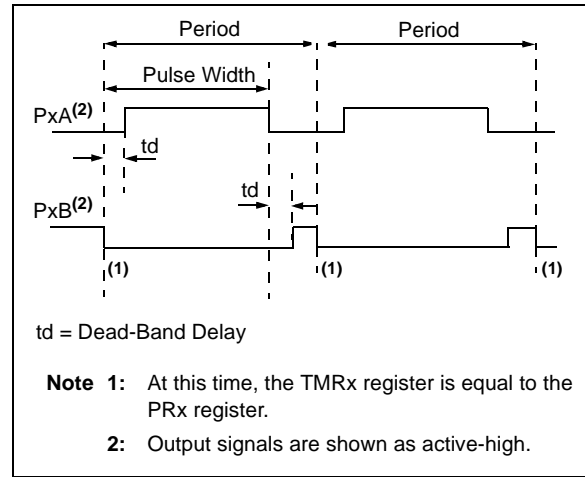 Period Period
Pulse Width
PxA(2)
td
td
PxB(2)
(1) (1) (1)
td = Dead-Band Delay
Note 1: At this time, the TMRx register is equal to the
PRx register.
2: Output signals are shown as active-high.